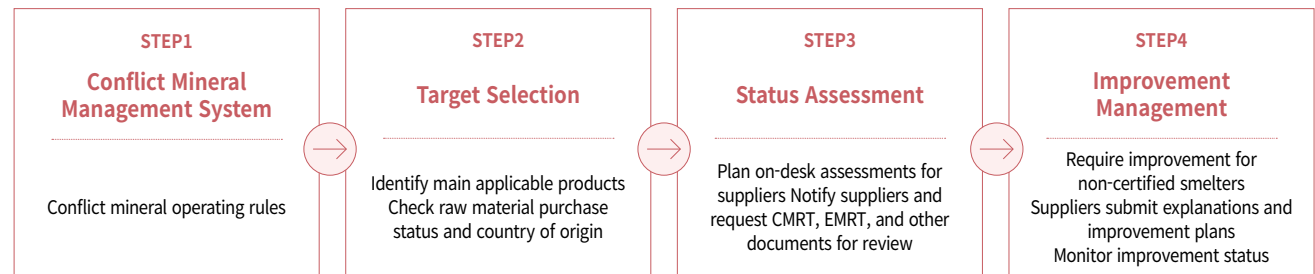 STEP1
Conflict Mineral
Management System
Conflict mineral operating rules
STEP2
Target Selection
Identify main applicable products
Check raw material purchase
status and country of origin
STEP3
Status Assessment
Plan on-desk assessments for
suppliers Notify suppliers and
request CMRT, EMRT, and other
documents for review
STEP4
Improvement
Management
Require improvement for
non-certified smelters
Suppliers submit explanations and
improvement plans
Monitor improvement status